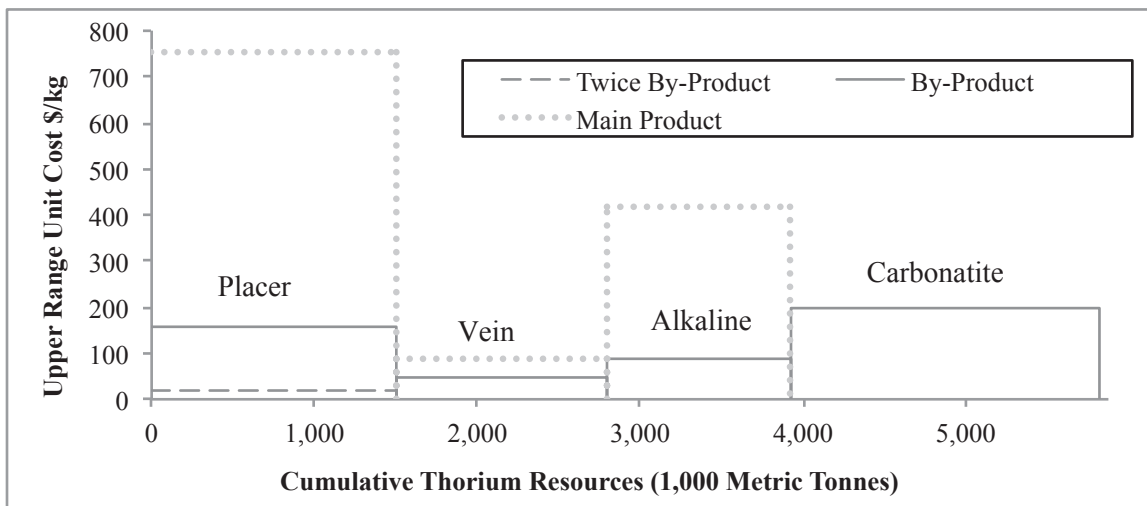 800
700
600
500
400
300
200
100
0
Upper Range Unit Cost $/kg
Twice By-Product
By-Product
Main Product
Placer
Vein
Alkaline
Carbonatite
0
1,000
2,000
3,000
4,000
5,000
Cumulative Thorium Resources (1,000 Metric Tonnes)